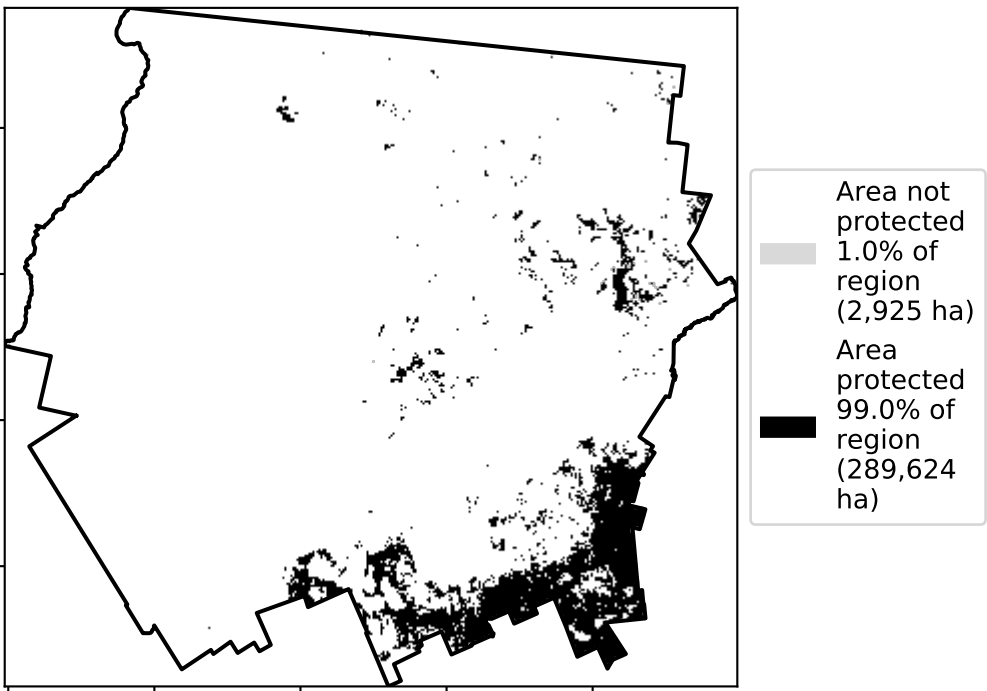 Area not
protected
1.0% of
region
(2,925 ha)
Area
protected
99.0% of
region
(289,624
ha)